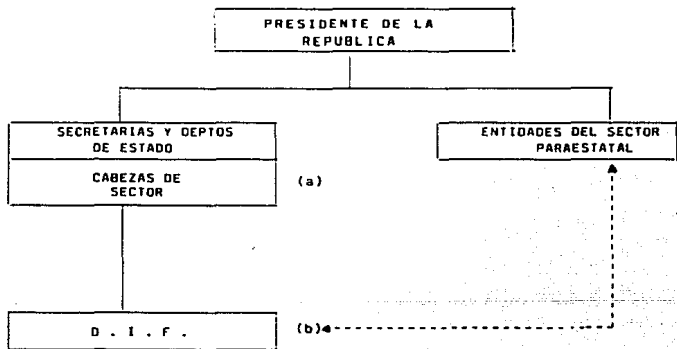 PRESIDENTE DE LA
REPUBLICA
SECRETARIAS Y DEPTOS
DE ESTADO
ENTIDADES DEL SECTOR
PARAESTATAL
CABEZAS DE
SECTOR
(a)
D . I . F .
(b)